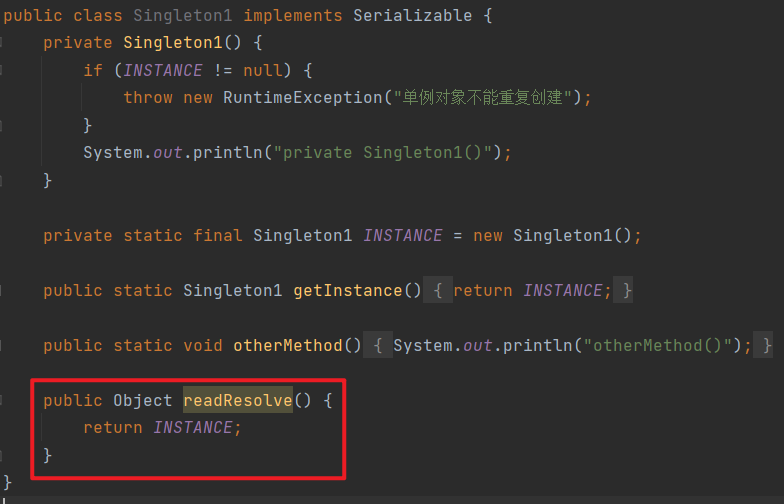 public class Singleton1 implements Serializable {
    private Singleton1() {
        if (INSTANCE != null) {
            throw new RuntimeException("单例对象不能重复创建");
        }
        System.out.println("private Singleton1()");
    }

    private static final Singleton1 INSTANCE = new Singleton1();

    public static Singleton1 getInstance() { return INSTANCE; }

    public static void otherMethod() { System.out.println("otherMethod()"); }

    public Object readResolve() {
        return INSTANCE;
    }
}